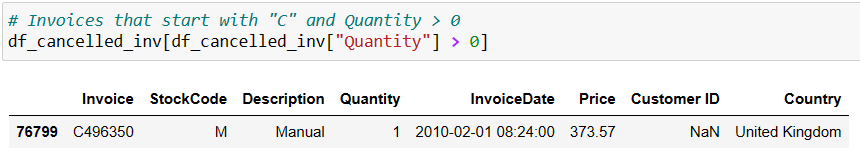 # Invoices that start with "C" and Quantity > 0
df_cancelled_inv[df_cancelled_inv["Quantity"] > 0]
Invoice StockCode Description Quantity InvoiceDate Price Customer ID Country
76799 C496350 M Manual 1 2010-02-01 08:24:00 373.57 NaN United Kingdom